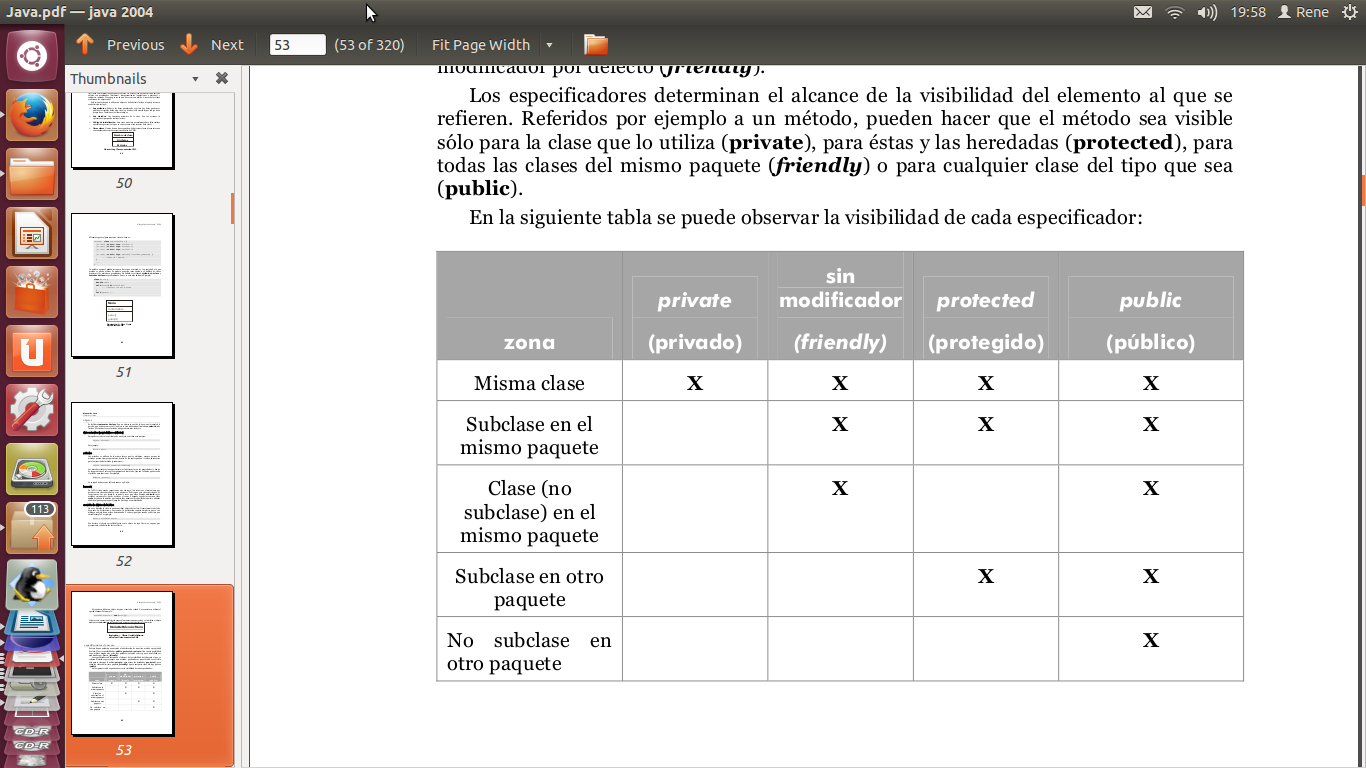 Java.pdf — java 2004
19:58
Rene
Previous
Next
53
(53 of 320)
Fit Page Width
Thumbnails
50
51
52
53
113
CD-R
CD-R
modificador por defecto (friendly).
Los especificadores determinan el alcance de la visibilidad del elemento al que se
refieren. Referidos por ejemplo a un método, pueden hacer que el método sea visible
sólo para la clase que lo utiliza (private), para éstas y las heredadas (protected), para
todas las clases del mismo paquete (friendly) o para cualquier clase del tipo que sea
(public).
En la siguiente tabla se puede observar la visibilidad de cada especificador:
zona
private
(privado)
sin
modificador
(friendly)
protected
(protegido)
public
(público)
Misma clase X X X X
Subclase en el
mismo paquete
X X X
Clase (no
subclase) en el
mismo paquete
X X
Subclase en otro
paquete
X X
No subclase en
otro paquete
X